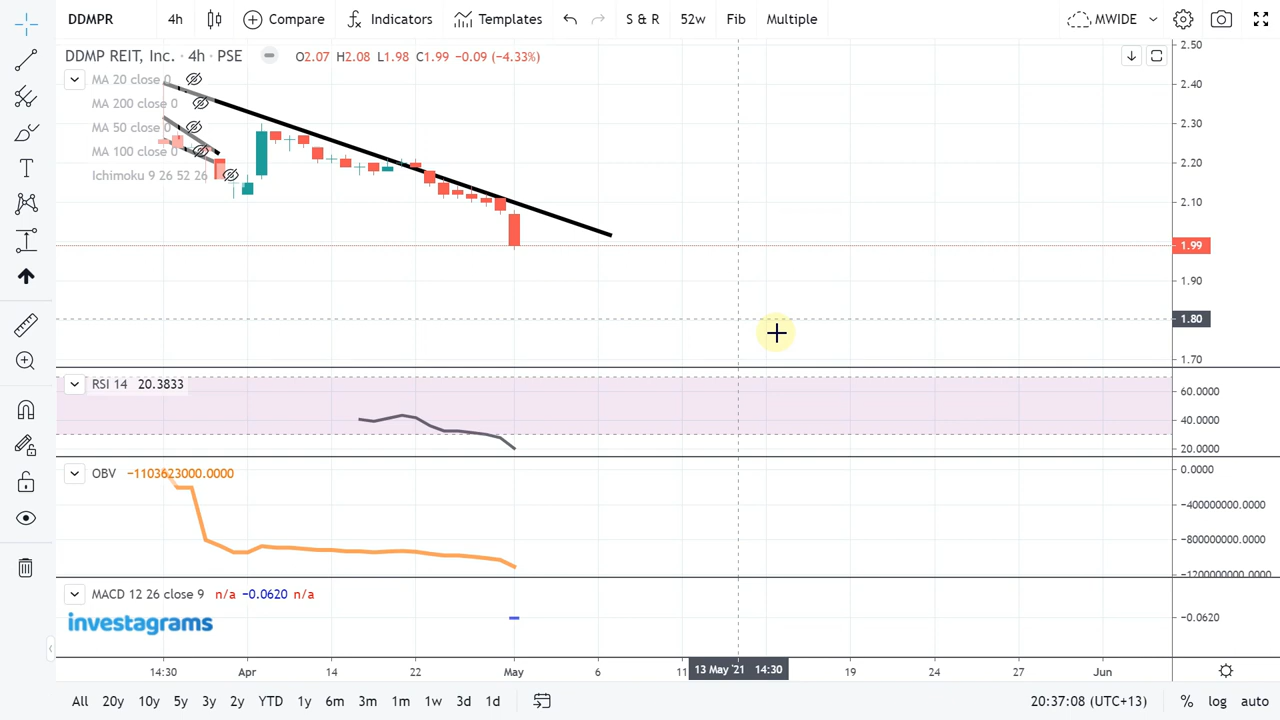 DDMPR 4h Compare Indicators Templates S & R 52w Fib Multiple MWIDE
DDMP REIT, Inc. · 4h · PSE O2.07 H2.08 L1.98 C1.99 −0.09 (−4.33%)
MA 20 close 0
MA 200 close 0
MA 50 close 0
MA 100 close 0
Ichimoku 9 26 52 26
2.50
2.40
2.30
2.20
2.10
1.99
1.90
1.80
1.70
RSI 14 20.3833
60.0000
40.0000
20.0000
OBV −1103623000.0000
0.0000
−400000000.0000
−800000000.0000
−1200000000.0000
MACD 12 26 close 9 n/a −0.0620 n/a
−0.0620
investagrams
14:30 Apr 14 22 May 6 11 13 May '21 14:30 19 24 27 Jun
All 20y 10y 5y YTD 3y 2y 1y 6m 3m 1m 1w 3d 1d 20:37:08 (UTC+13) % log auto